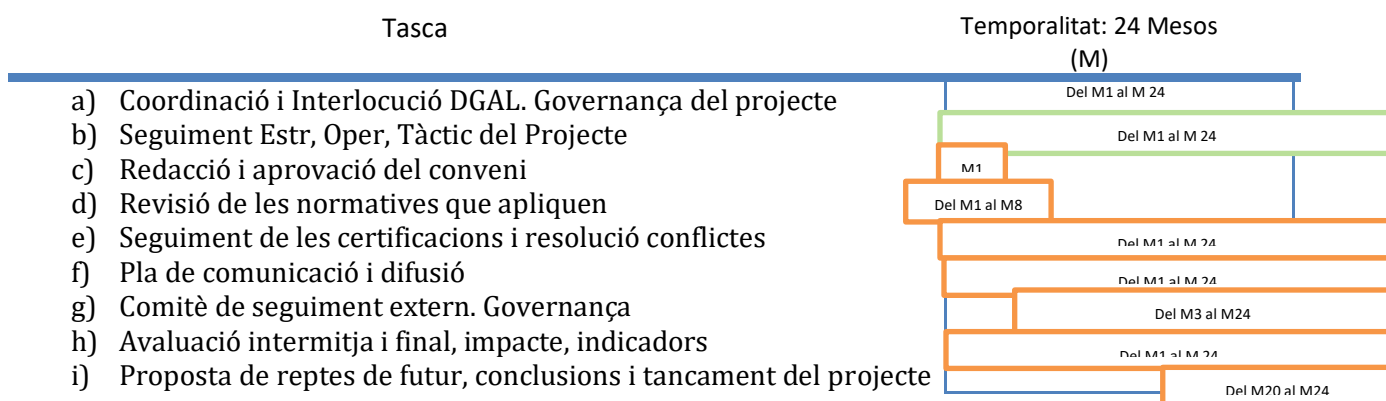 Tasca
Temporalitat: 24 Mesos
(M)
a) Coordinació i Interlocució DGAL. Governança del projecte
Del M1 al M 24
b) Seguiment Estr, Oper, Tàctic del Projecte
Del M1 al M 24
c) Redacció i aprovació del conveni
M1
d) Revisió de les normatives que apliquen
Del M1 al M8
e) Seguiment de les certificacions i resolució conflictes
Del M1 al M 24
f) Pla de comunicació i difusió
Del M1 al M 24
g) Comitè de seguiment extern. Governança
Del M3 al M24
h) Avaluació intermitja i final, impacte, indicadors
Del M1 al M 24
i) Proposta de reptes de futur, conclusions i tancament del projecte
Del M20 al M24